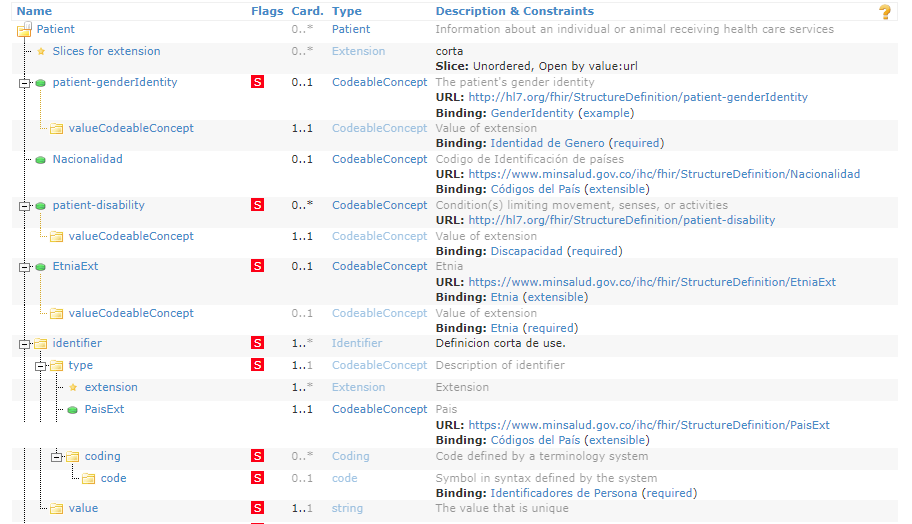 Name Flags Card. Type Description & Constraints ?
Patient 0..* Patient Information about an individual or animal receiving health care services
Slices for extension 0..* Extension corta
Slice: Unordered, Open by value:url
patient-genderIdentity S 0..1 CodeableConcept The patient's gender identity
URL: http://hl7.org/fhir/StructureDefinition/patient-genderIdentity
Binding: GenderIdentity (example)
valueCodeableConcept 1..1 CodeableConcept Value of extension
Binding: Identidad de Genero (required)
Nacionalidad 0..1 CodeableConcept Codigo de Identificación de países
URL: https://www.minsalud.gov.co/ihc/fhir/StructureDefinition/Nacionalidad
Binding: Códigos del País (extensible)
patient-disability S 0..* CodeableConcept Condition(s) limiting movement, senses, or activities
URL: http://hl7.org/fhir/StructureDefinition/patient-disability
valueCodeableConcept 1..1 CodeableConcept Value of extension
Binding: Discapacidad (required)
EtniaExt S 0..1 CodeableConcept Etnia
URL: https://www.minsalud.gov.co/ihc/fhir/StructureDefinition/EtniaExt
Binding: Etnia (extensible)
valueCodeableConcept 0..1 CodeableConcept Value of extension
Binding: Etnia (required)
identifier S 1..* Identifier Definicion corta de use.
type S 1..1 CodeableConcept Description of identifier
extension 1..* Extension Extension
PaisExt 1..1 CodeableConcept Pais
URL: https://www.minsalud.gov.co/ihc/fhir/StructureDefinition/PaisExt
Binding: Códigos del País (extensible)
coding S 0..* Coding Code defined by a terminology system
code S 0..1 code Symbol in syntax defined by the system
Binding: Identificadores de Persona (required)
value S 1..1 string The value that is unique